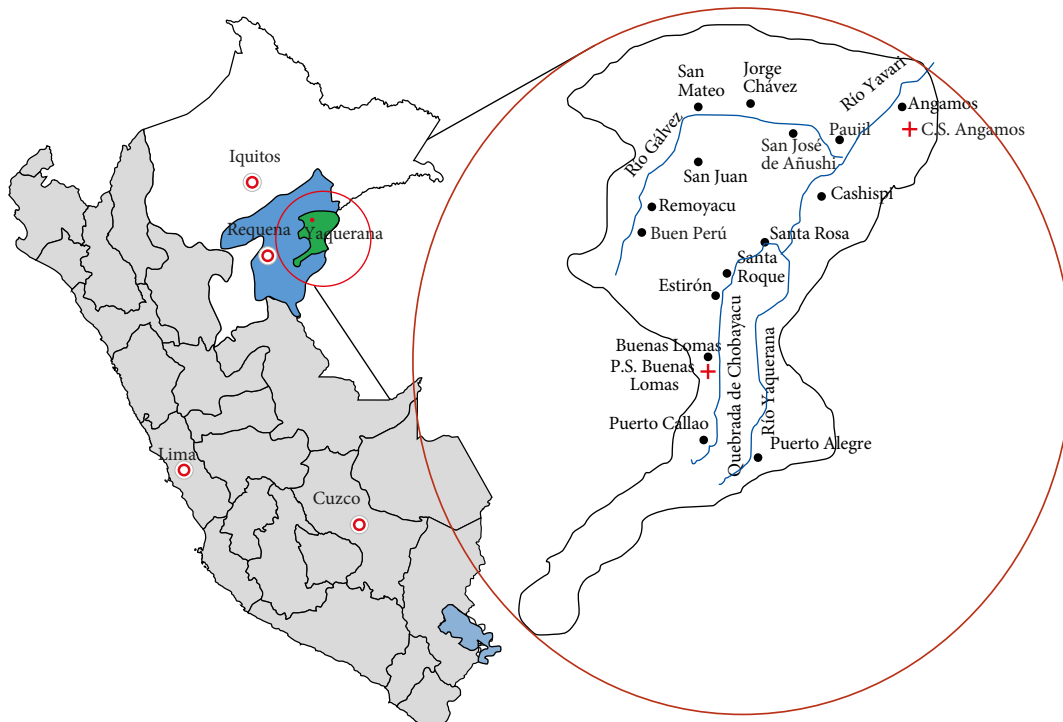 Iquitos
Requena
Yaquerana
Lima
Cuzco
San
Mateo
Jorge
Chávez
Río Yavari
Angamos
C.S. Angamos
Río Gálvez
Paujil
San José
de Añushi
San Juan
Cashispi
Remoyacu
Buen Perú
Santa Rosa
Santa
Roque
Estirón
Buenas Lomas
P.S. Buenas
Lomas
Quebrada de Chobayacu
Río Yaquerana
Puerto Callao
Puerto Alegre